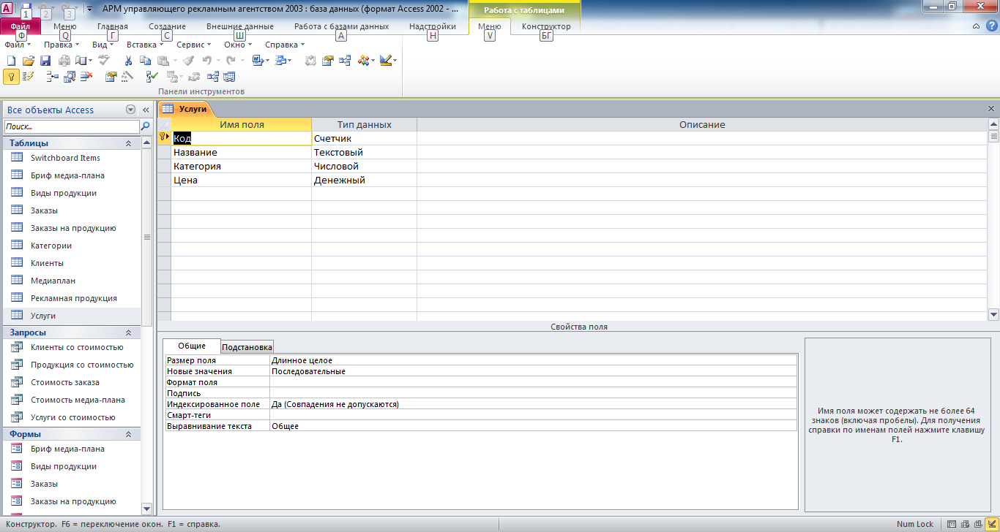 АРМ управляющего рекламным агентством 2003 : база данных (формат Access 2002 - ...
Работа с таблицами
1 2 3
Файл Меню Главная Создание Внешние данные Работа с базами данных Надстройки Меню Конструктор
Ф Q Г С Ш А Н V БГ
Файл Правка Вид Вставка Сервис Окно Справка
Панели инструментов
Все объекты Access
Поиск...
Таблицы
Switchboard Items
Бриф медиа-плана
Виды продукции
Заказы
Заказы на продукцию
Категории
Клиенты
Медиаплан
Рекламная продукция
Услуги
Запросы
Клиенты со стоимостью
Продукция со стоимостью
Стоимость заказа
Стоимость медиа-плана
Услуги со стоимостью
Формы
Бриф медиа-плана
Виды продукции
Заказы
Заказы на продукцию
Услуги
Имя поля Тип данных Описание
Код Счетчик
Название Текстовый
Категория Числовой
Цена Денежный
Свойства поля
Общие Подстановка
Размер поля Длинное целое
Новые значения Последовательные
Формат поля
Подпись
Индексированное поле Да (Совпадения не допускаются)
Смарт-теги
Выравнивание текста Общее
Имя поля может содержать не более 64
знаков (включая пробелы). Для получения
справки по именам полей нажмите клавишу
F1.
Конструктор. F6 = переключение окон. F1 = справка.
Num Lock